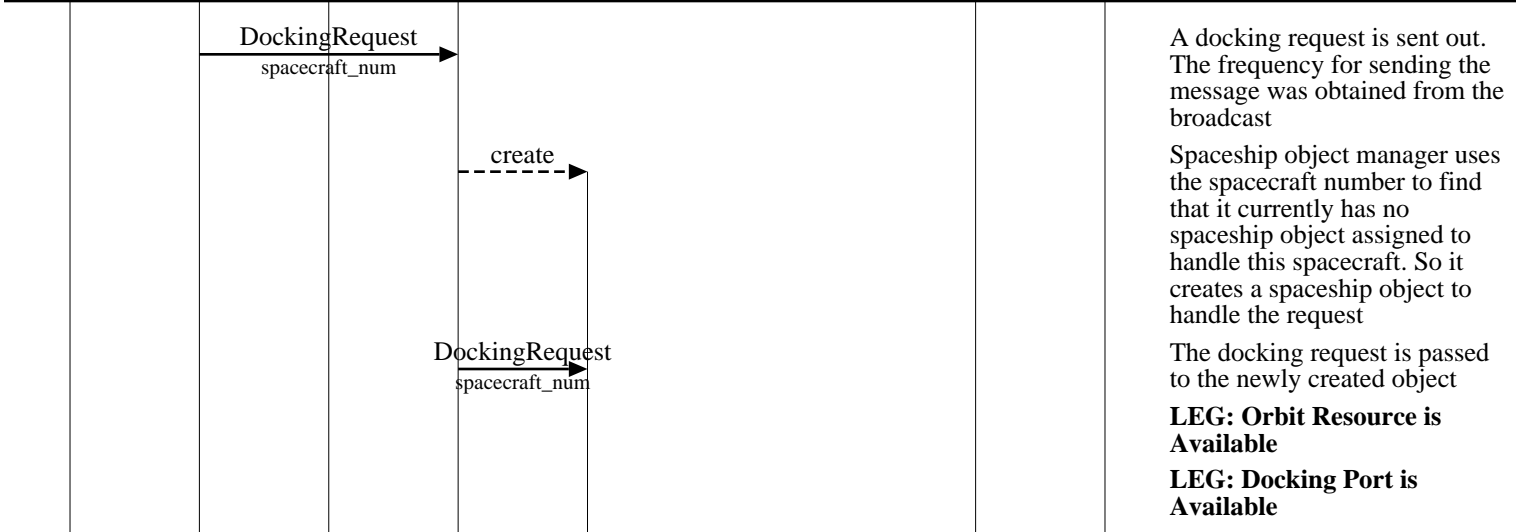 DockingRequest
spacecraft_num
A docking request is sent out.
The frequency for sending the
message was obtained from the
broadcast
create
Spaceship object manager uses
the spacecraft number to find
that it currently has no
spaceship object assigned to
handle this spacecraft. So it
creates a spaceship object to
handle the request
DockingRequest
spacecraft_num
The docking request is passed
to the newly created object
LEG: Orbit Resource is
Available
LEG: Docking Port is
Available